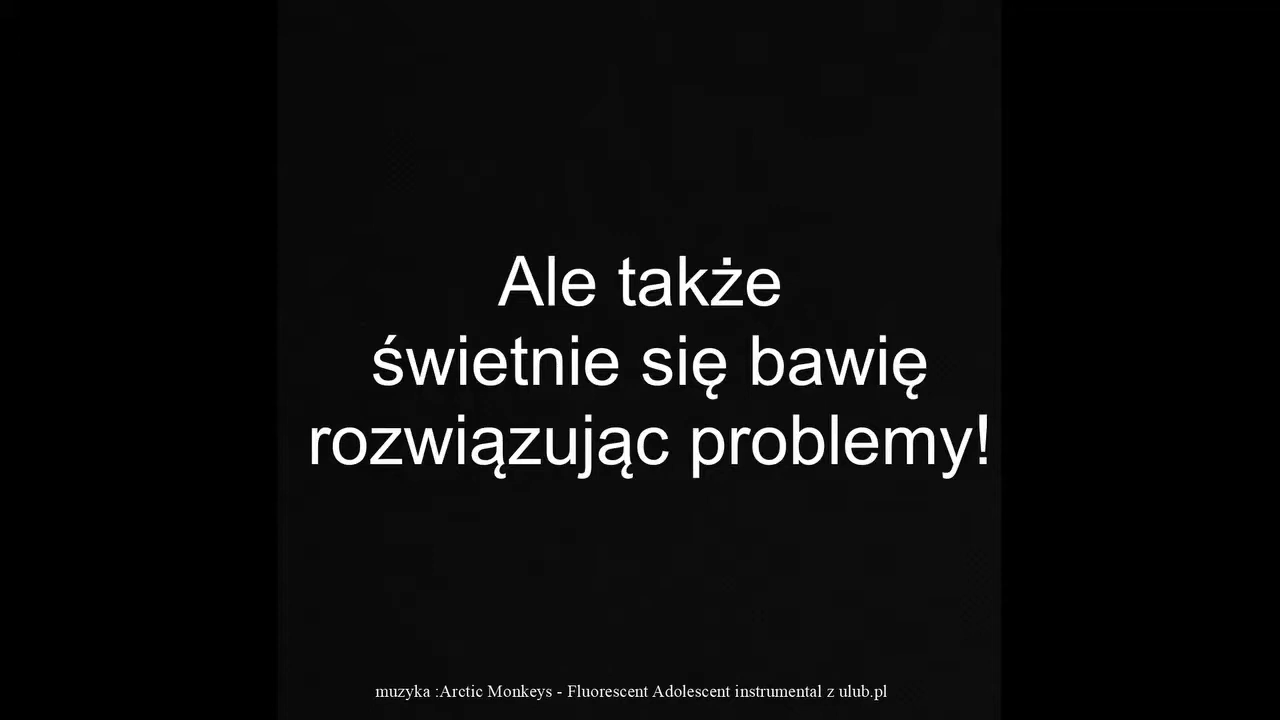 Ale także
świetnie się bawię
rozwiązując problemy!
muzyka :Arctic Monkeys - Fluorescent Adolescent instrumental z ulub.pl